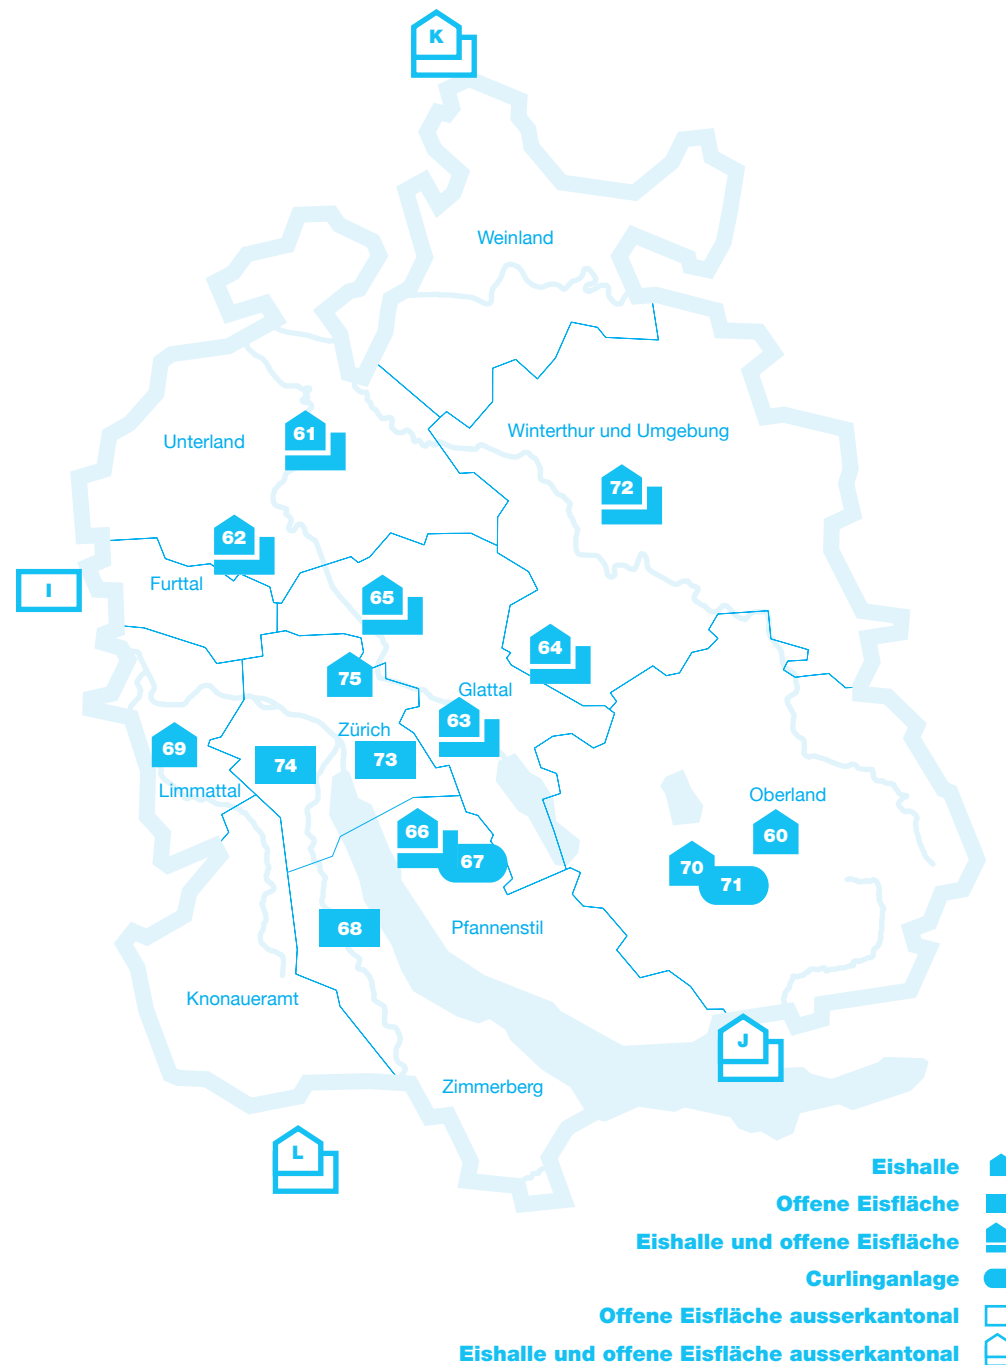 K
Weinland
61
Unterland
Winterthur und Umgebung
72
62
I
Furttal
65
64
75
Glattal
63
Zürich
69
74
73
Limmattal
Oberland
66
67
60
70
71
68
Pfannenstil
Knonaueramt
J
Zimmerberg
L
Eishalle
Offene Eisfläche
Eishalle und offene Eisfläche
Curlinganlage
Offene Eisfläche ausserkantonal
Eishalle und offene Eisfläche ausserkantonal